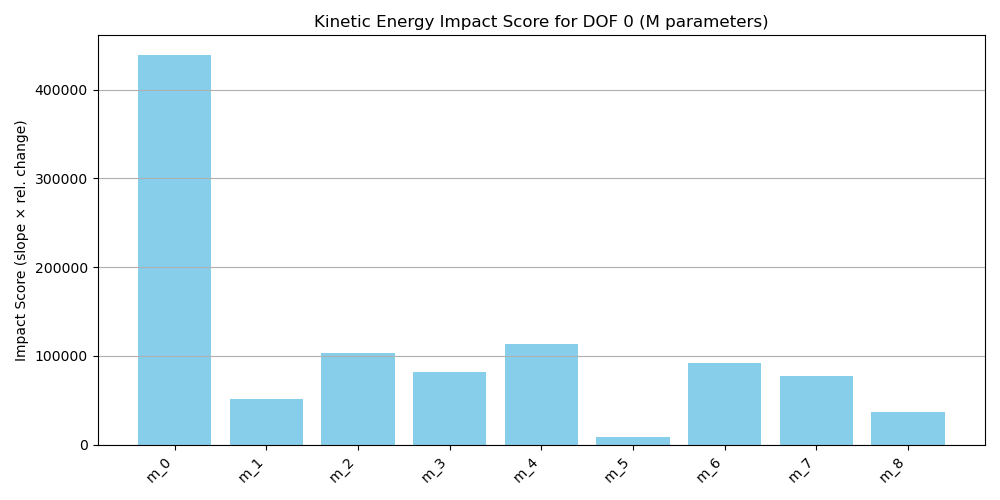 Kinetic Energy Impact Score for DOF 0 (M parameters)
Impact Score (slope × rel. change)
400000
300000
200000
100000
0
m_0
m_1
m_2
m_3
m_4
m_5
m_6
m_7
m_8